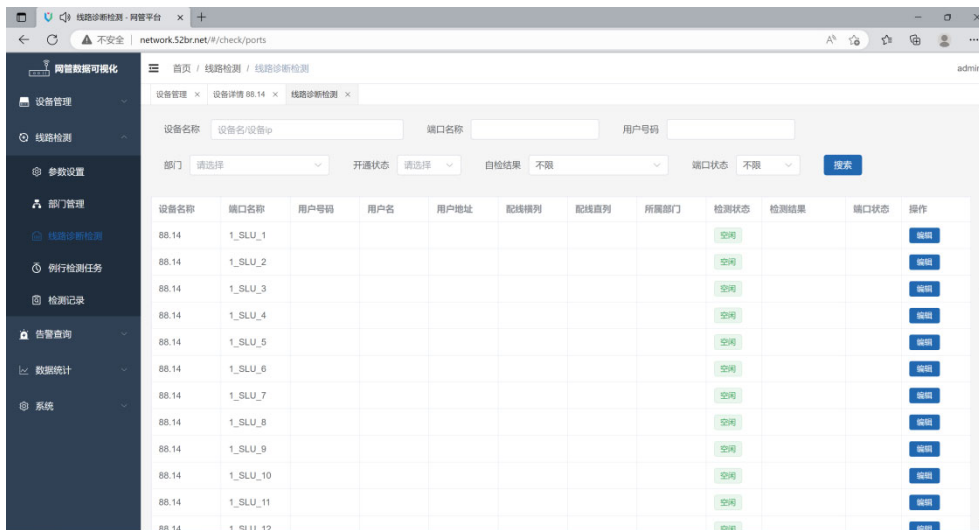 线路诊断检测 - 网管平台
不安全 network.52br.net/#/check/ports
网管数据可视化
首页 / 线路检测 / 线路诊断检测
admin
设备管理 设备详情 88.14 线路诊断检测
设备管理
线路检测
参数设置
部门管理
线路诊断检测
例行检测任务
检测记录
告警查询
数据统计
系统
设备名称 设备名/设备ip 端口名称 用户号码
部门 请选择 开通状态 请选择 自检结果 不限 端口状态 不限 搜索
设备名称 端口名称 用户号码 用户名 用户地址 配线横列 配线直列 所属部门 检测状态 检测结果 端口状态 操作
88.14 1_SLU_1 空闲 编辑
88.14 1_SLU_2 空闲 编辑
88.14 1_SLU_3 空闲 编辑
88.14 1_SLU_4 空闲 编辑
88.14 1_SLU_5 空闲 编辑
88.14 1_SLU_6 空闲 编辑
88.14 1_SLU_7 空闲 编辑
88.14 1_SLU_8 空闲 编辑
88.14 1_SLU_9 空闲 编辑
88.14 1_SLU_10 空闲 编辑
88.14 1_SLU_11 空闲 编辑
88.14 1_SLU_12 空闲 编辑